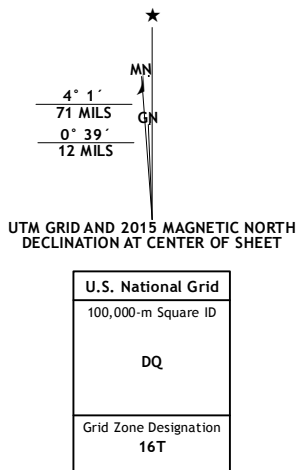 MN
4° 1´
71 MILS
GN
0° 39´
12 MILS
UTM GRID AND 2015 MAGNETIC NORTH
DECLINATION AT CENTER OF SHEET
U.S. National Grid
100,000-m Square ID
DQ
Grid Zone Designation
16T